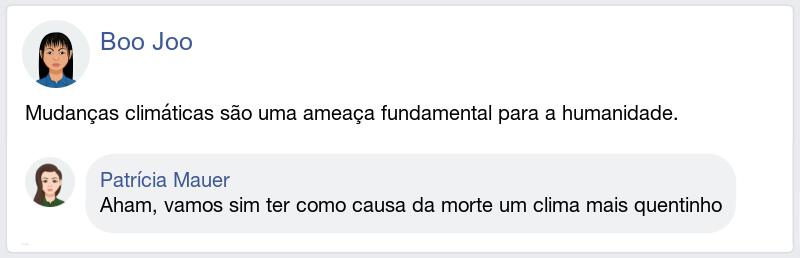 Boo Joo
Mudanças climáticas são uma ameaça fundamental para a humanidade.
Patrícia Mauer
Aham, vamos sim ter como causa da morte um clima mais quentinho